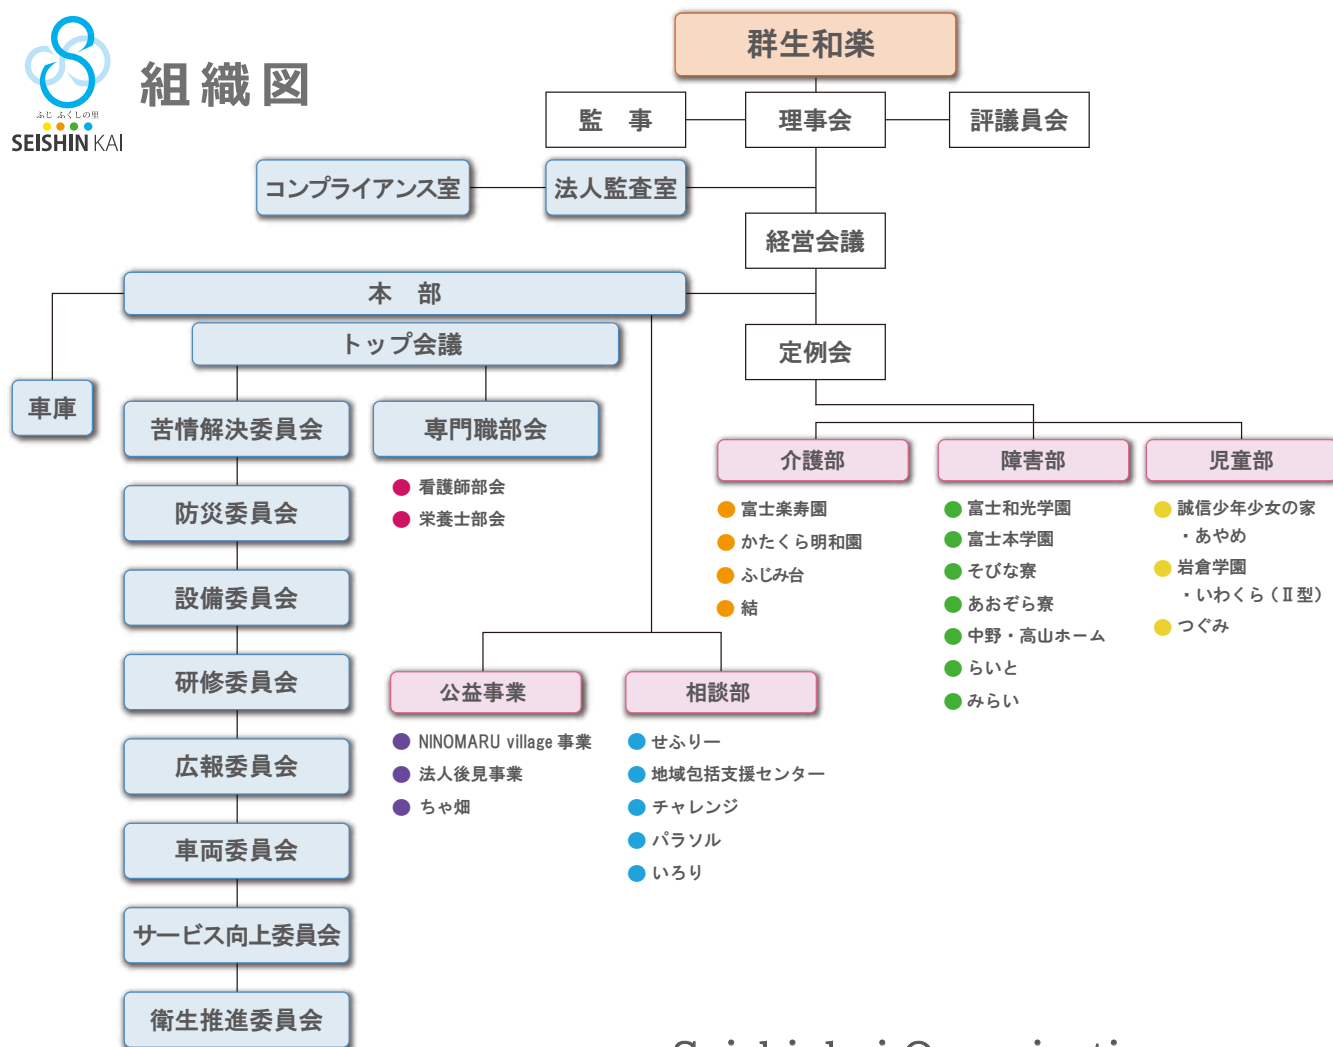 ふじ ふくしの里
SEISHIN KAI
組織図
群生和楽
監 事
理事会
評議員会
コンプライアンス室
法人監査室
経営会議
本 部
トップ会議
定例会
車庫
苦情解決委員会
専門職部会
看護師部会
栄養士部会
防災委員会
設備委員会
研修委員会
広報委員会
車両委員会
サービス向上委員会
衛生推進委員会
介護部
富士楽寿園
かたくら明和園
ふじみ台
結
障害部
富士和光学園
富士本学園
そびな寮
あおぞら寮
中野・高山ホーム
らいと
みらい
児童部
誠信少年少女の家
・あやめ
岩倉学園
・いわくら（Ⅱ型）
つぐみ
公益事業
NINOMARU village 事業
法人後見事業
ちゃ畑
相談部
せふりー
地域包括支援センター
チャレンジ
パラソル
いろり